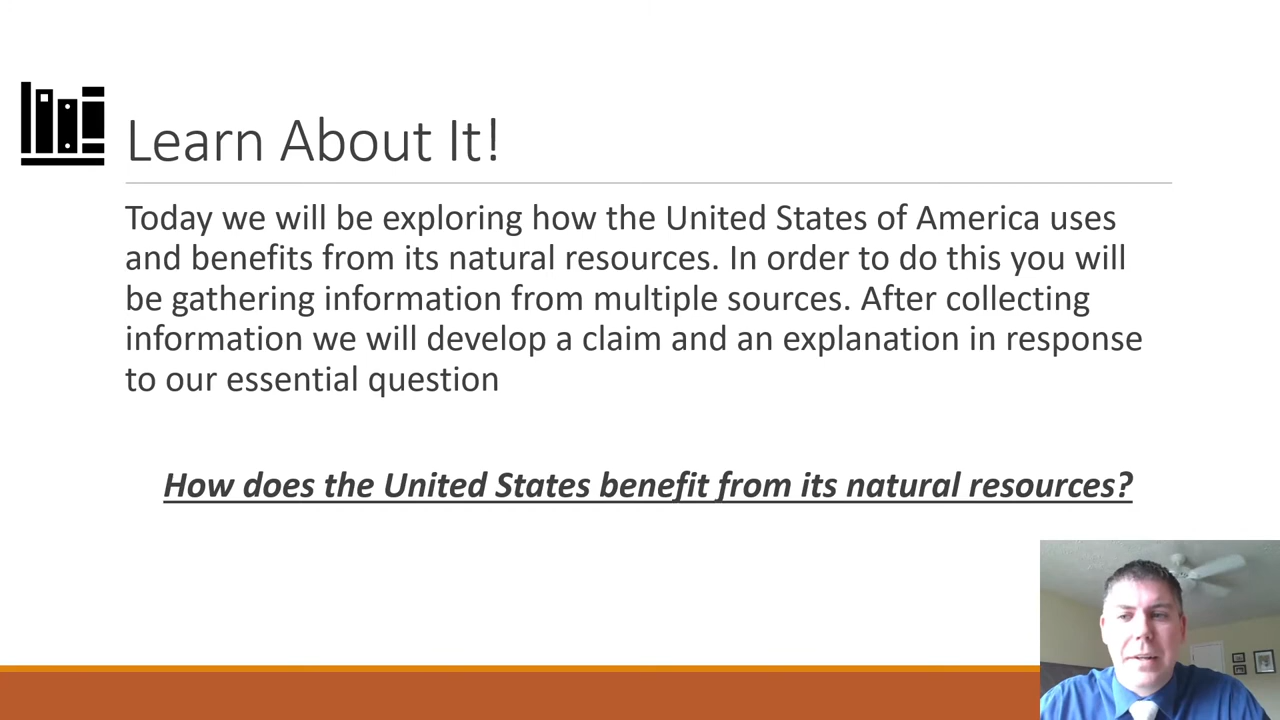 Learn About It!
Today we will be exploring how the United States of America uses
and benefits from its natural resources. In order to do this you will
be gathering information from multiple sources. After collecting
information we will develop a claim and an explanation in response
to our essential question
How does the United States benefit from its natural resources?